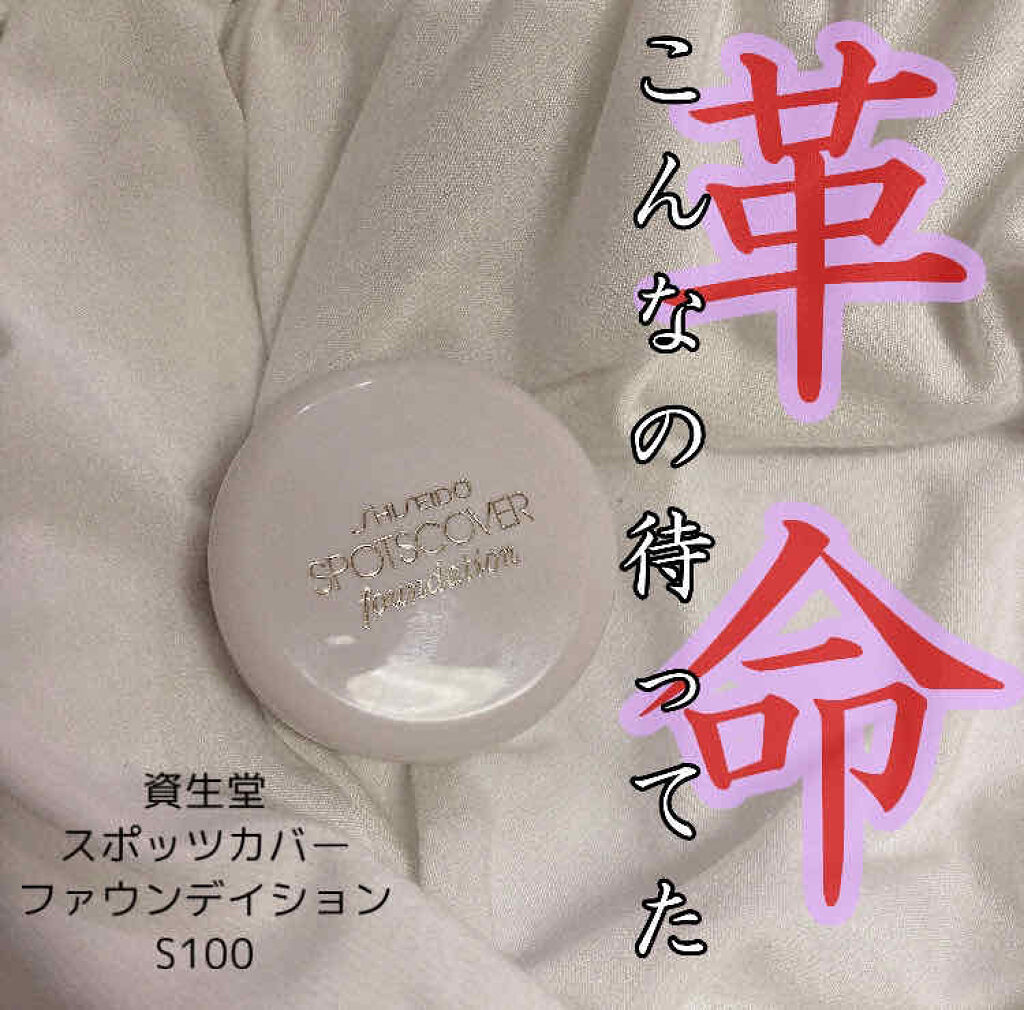 革命
こんなの待ってた
SHISEIDO
SPOTSCOVER
foundation
資生堂
スポッツカバー
ファウンデイション
S100